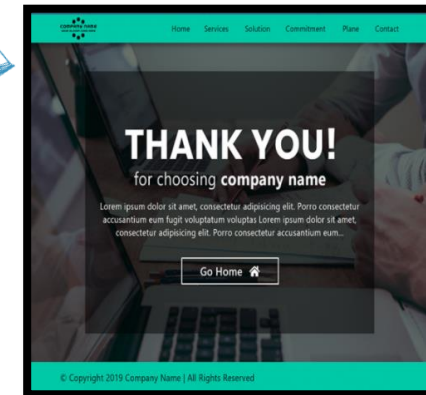 COMPANY NAME
Home Services Solution Commitment Plane Contact
THANK YOU!
for choosing company name
Lorem ipsum dolor sit amet, consectetur adipisicing elit. Porro consectetur
accusantium eum fugit voluptatum voluptas Lorem ipsum dolor sit amet,
consectetur adipisicing elit. Porro consectetur accusantium eum...
Go Home
© Copyright 2019 Company Name | All Rights Reserved